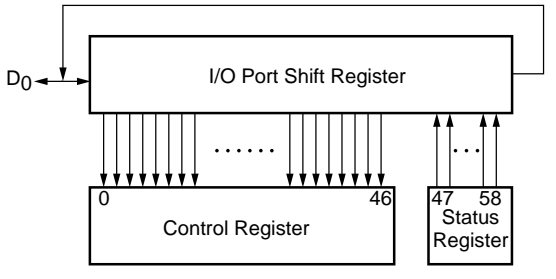 I/O Port Shift Register
D0
......
...
0 46
47 58
Control Register
Status
Register